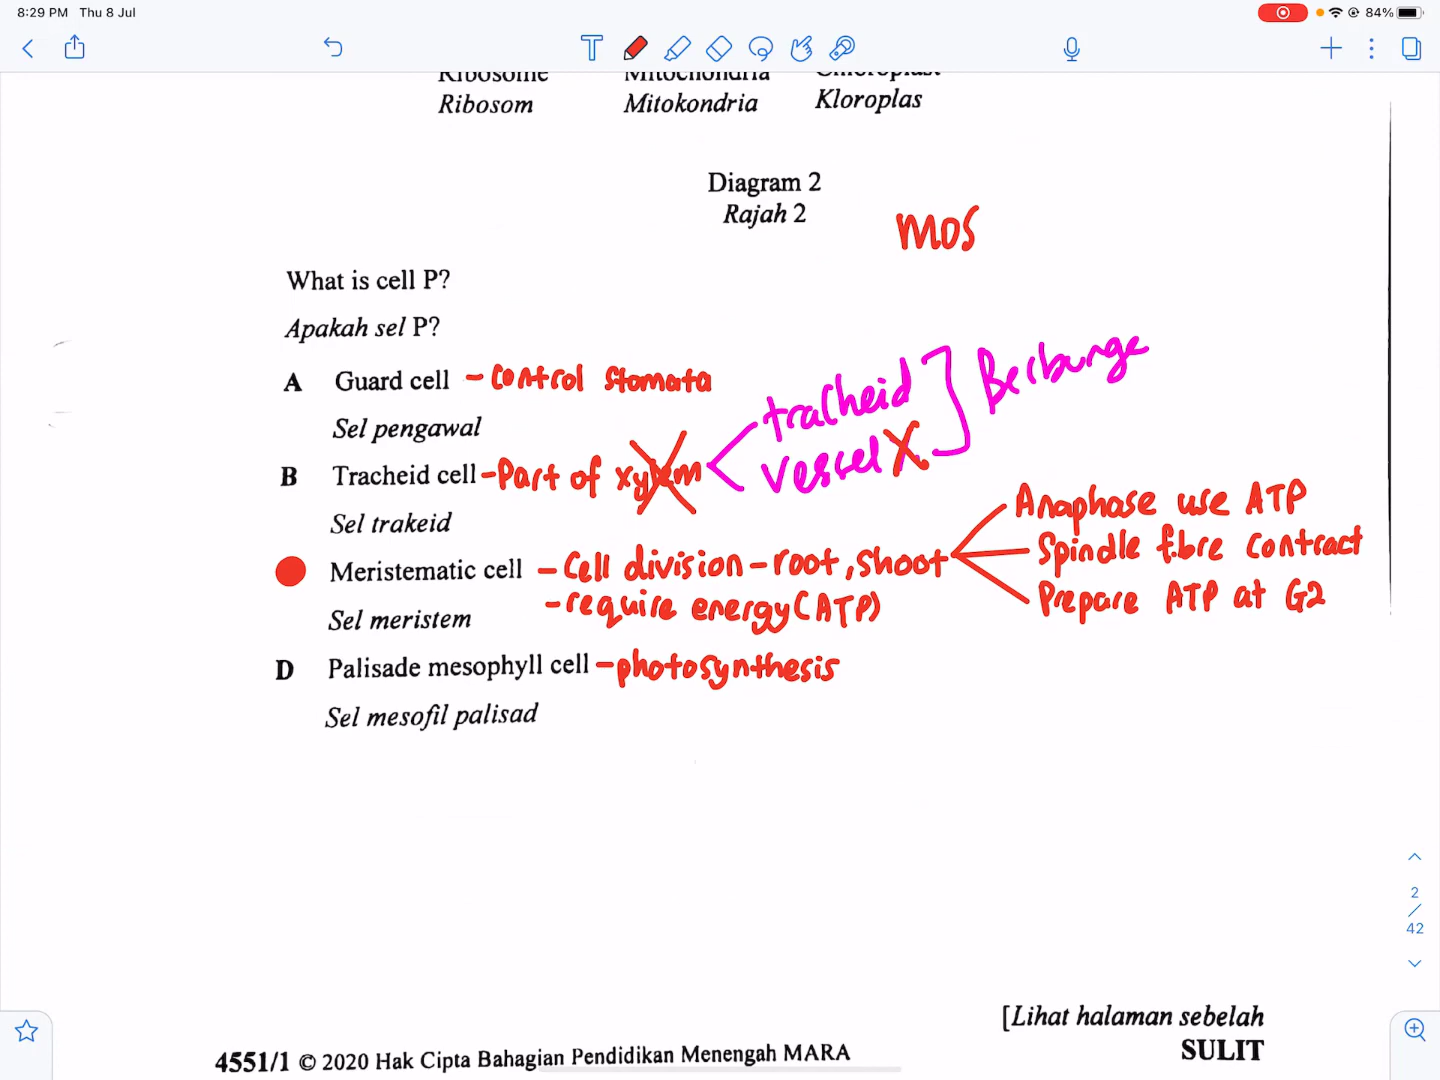 8:29 PM Thu 8 Jul
84%
Ribosome Mitochondria Chloroplast
Ribosom Mitokondria Kloroplas
Diagram 2
Rajah 2
mos
What is cell P?
Apakah sel P?
A Guard cell - control stomata
Sel pengawal
B Tracheid cell - Part of xylem
tracheid
vessel X
Berbunga
Sel trakeid
Meristematic cell - Cell division - root, shoot
- require energy (ATP)
Anaphase use ATP
Spindle fibre contract
Prepare ATP at G2
Sel meristem
D Palisade mesophyll cell - photosynthesis
Sel mesofil palisad
2
/
42
[Lihat halaman sebelah
SULIT
4551/1 © 2020 Hak Cipta Bahagian Pendidikan Menengah MARA